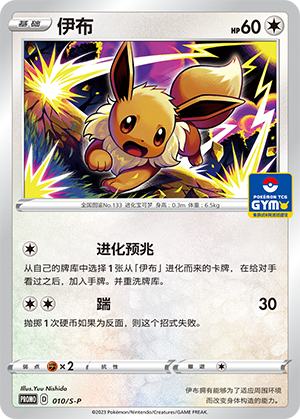 基础 伊布 HP60
全国图鉴No.133 进化宝可梦 身高：0.3m 体重：6.5kg
POKÉMON TCG
GYM
进化预兆
从自己的牌库中选择1张从「伊布」进化而来的卡牌，在给对手
看过之后，加入手牌。并重洗牌库。
踹 30
抛掷1次硬币如果为反面，则这个招式失败。
弱点 ×2 抗性 撤退
Illus.Yuu Nishida
PROMO D 010/S-P
伊布拥有能够为了适应周围环境
而改变身体构造的能力。
©2023 Pokémon/Nintendo/Creatures/GAME FREAK.